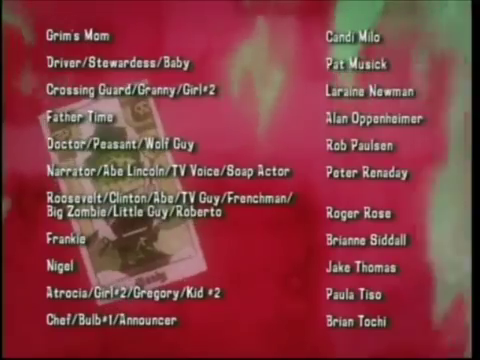 Grim's Mom Candi Milo
Driver/Stewardess/Baby Pat Musick
Crossing Guard/Granny/Girl#2 Laraine Newman
Father Time Alan Oppenheimer
Doctor/Peasant/Wolf Guy Rob Paulsen
Narrator/Abe Lincoln/TV Voice/Soap Actor Peter Renaday
Roosevelt/Clinton/Abe/TV Guy/Frenchman/
Big Zombie/Little Guy/Roberto Roger Rose
Frankie Brianne Siddall
Nigel Jake Thomas
Atrocia/Girl#2/Gregory/Kid #2 Paula Tiso
Chef/Bulb#1/Announcer Brian Tochi